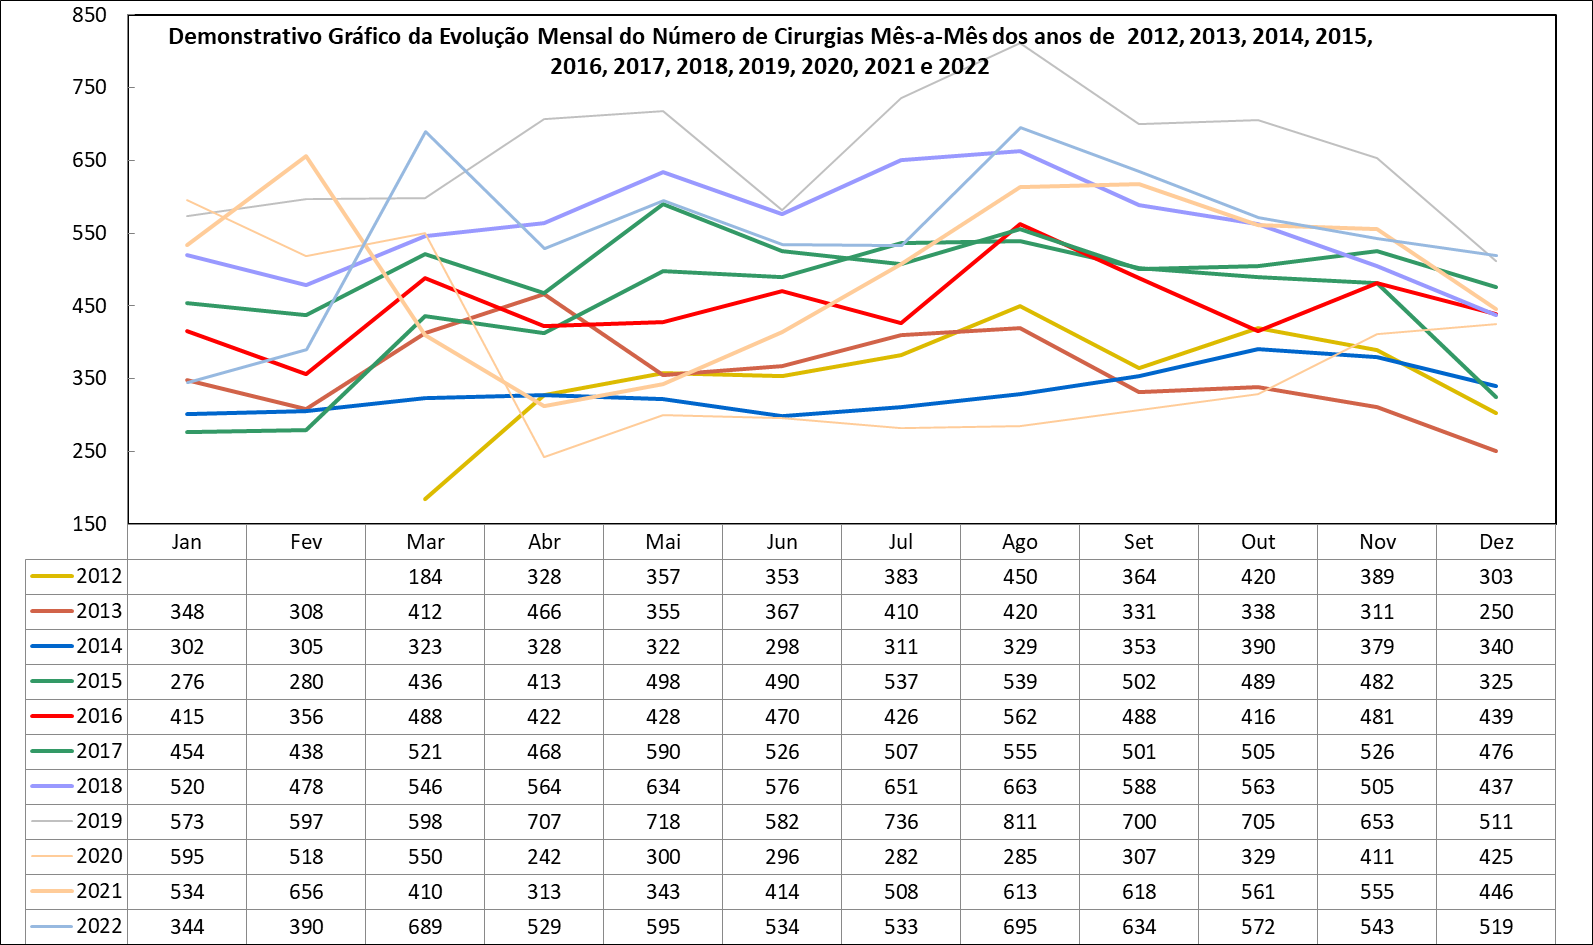 Demonstrativo Gráfico da Evolução Mensal do Número de Cirurgias Mês-a-Mês dos anos de 2012, 2013, 2014, 2015,
2016, 2017, 2018, 2019, 2020, 2021 e 2022
850
750
650
550
450
350
250
150
Jan Fev Mar Abr Mai Jun Jul Ago Set Out Nov Dez
2012 184 328 357 353 383 450 364 420 389 303
2013 348 308 412 466 355 367 410 420 331 338 311 250
2014 302 305 323 328 322 298 311 329 353 390 379 340
2015 276 280 436 413 498 490 537 539 502 489 482 325
2016 415 356 488 422 428 470 426 562 488 416 481 439
2017 454 438 521 468 590 526 507 555 501 505 526 476
2018 520 478 546 564 634 576 651 663 588 563 505 437
2019 573 597 598 707 718 582 736 811 700 705 653 511
2020 595 518 550 242 300 296 282 285 307 329 411 425
2021 534 656 410 313 343 414 508 613 618 561 555 446
2022 344 390 689 529 595 534 533 695 634 572 543 519